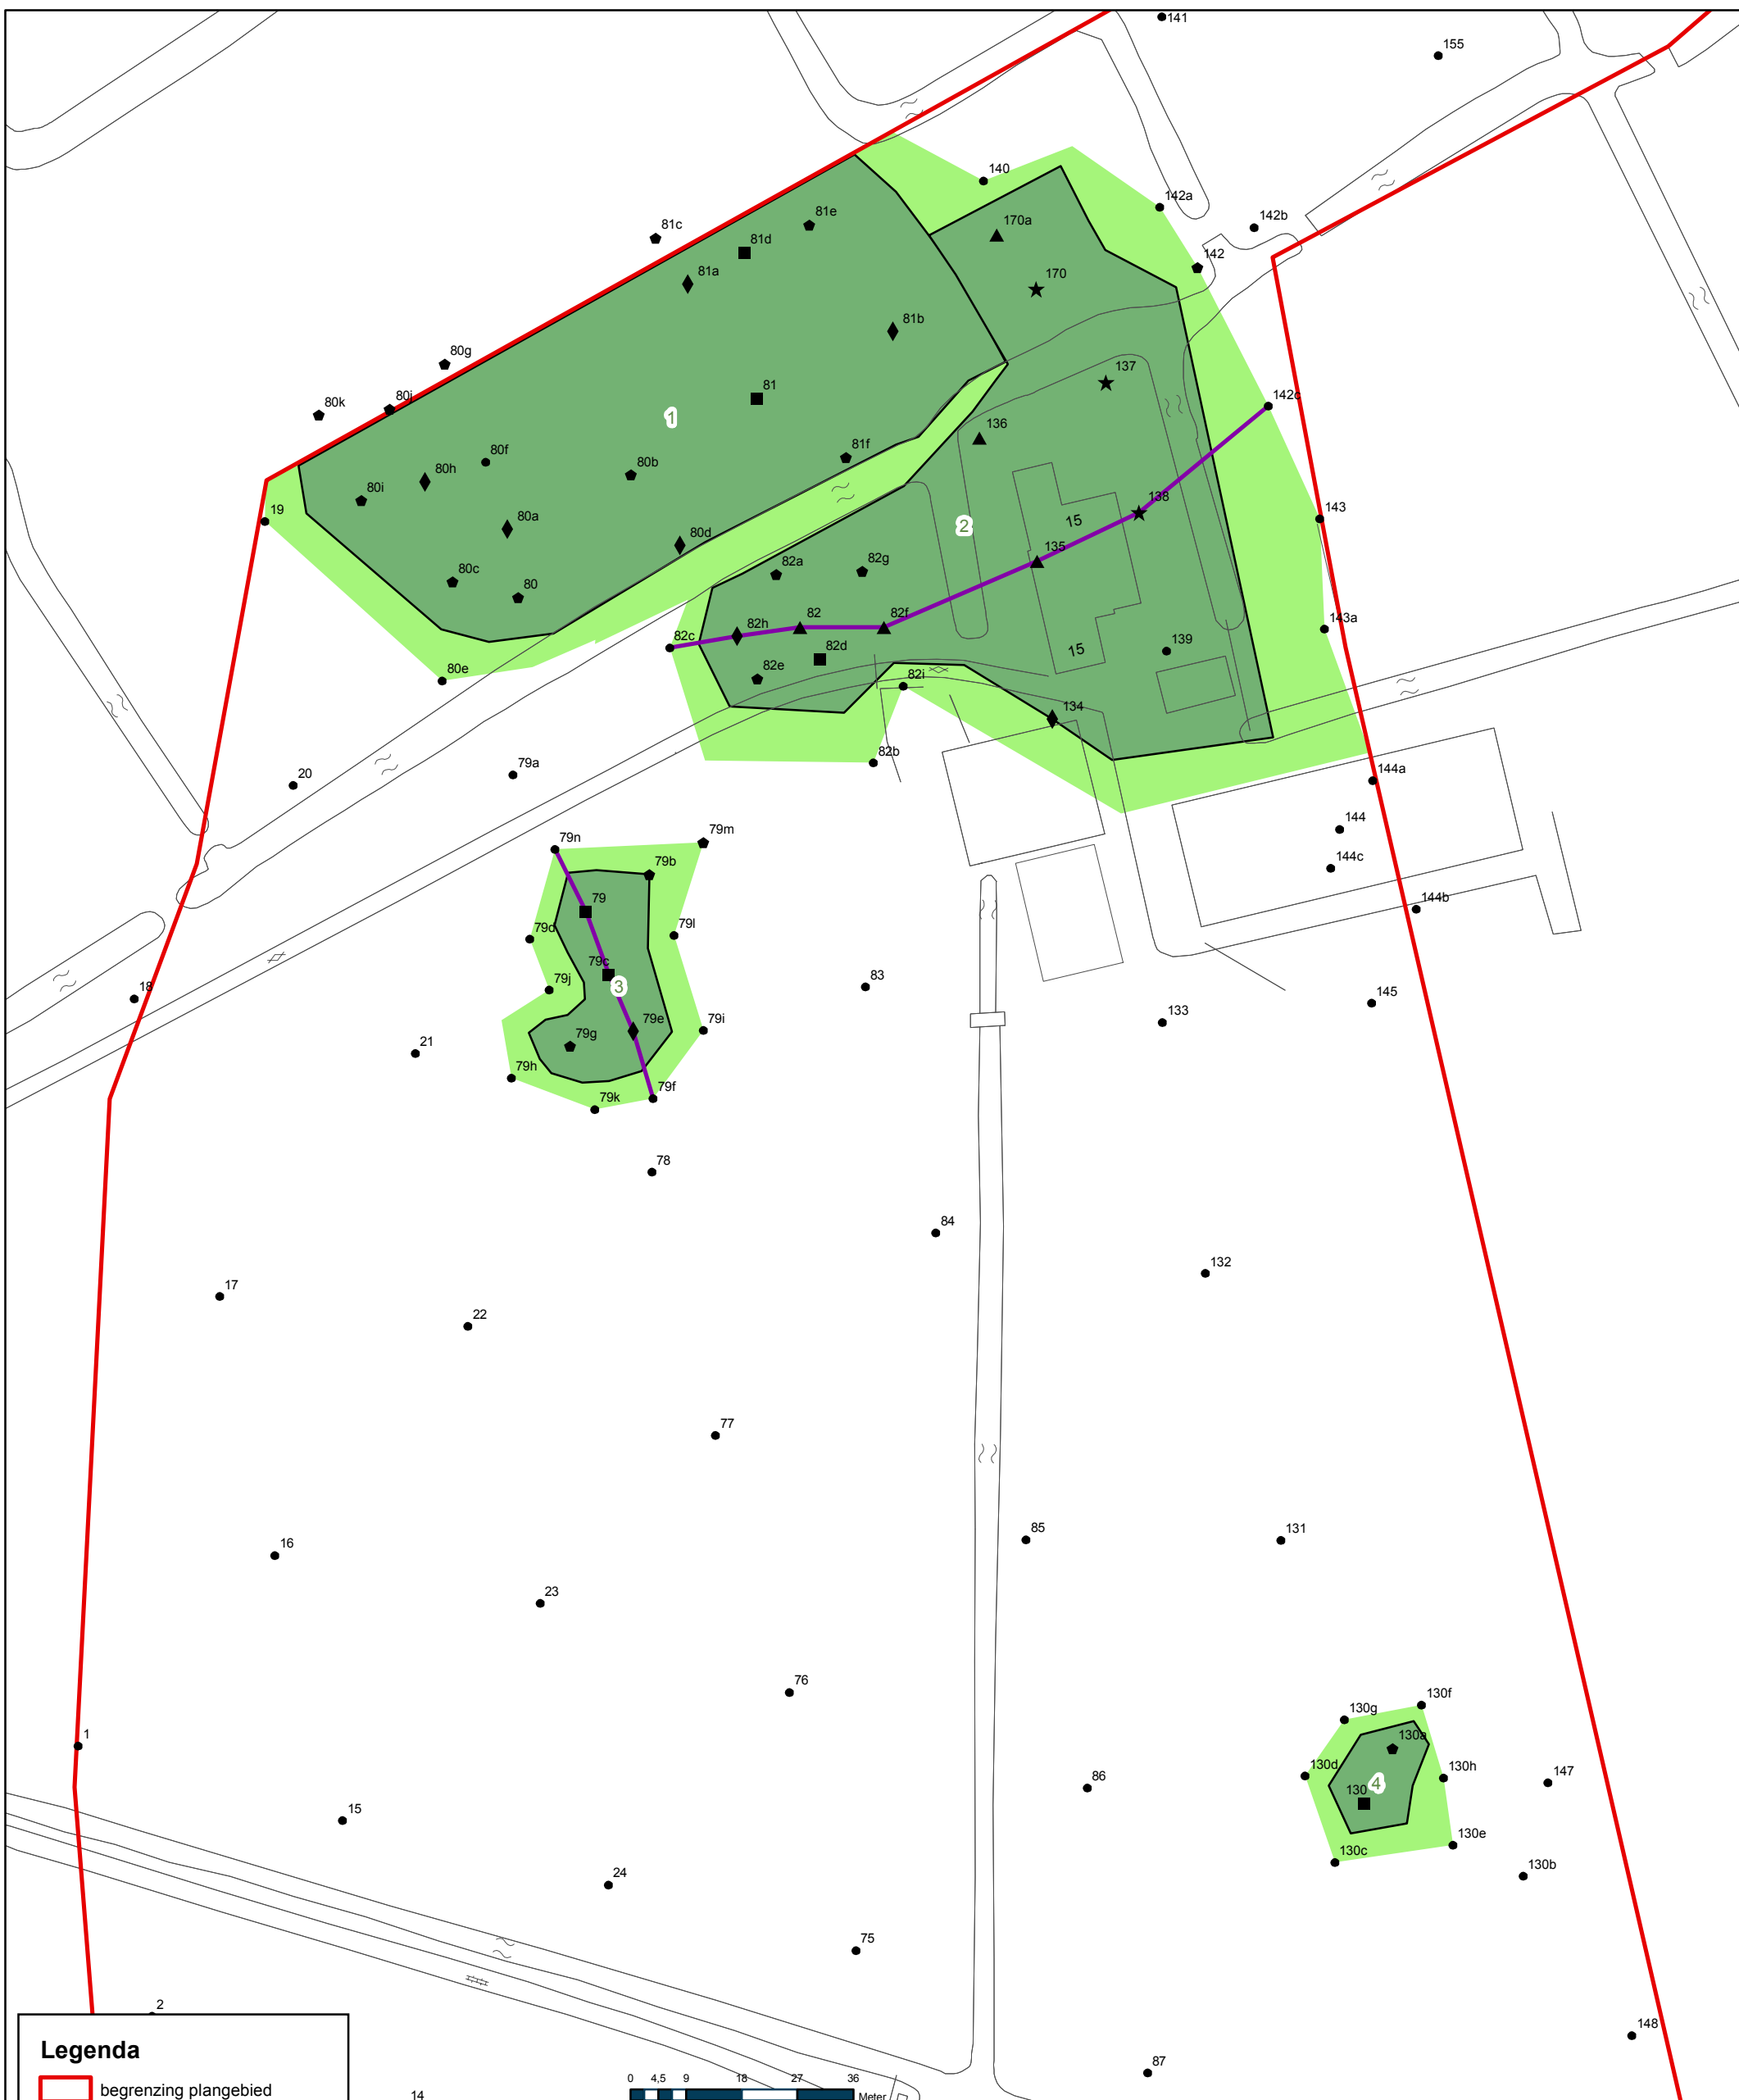 141
155
140
142a
81e
170a
142b
81c
81d
142
81a
170
81b
80g
137
81
80j
142c
80k
1
136
80f
81f
80h
80b
80i
138
143
19
15
2
80a
80d
135
82a
82g
80c
80
82h
82
82f
143a
82c
15
139
82d
82e
80e
82i
134
82b
79a
144a
20
144
79n
79m
79b
144c
79
144b
79d
79l
79c
79j
83
3
18
145
79e
79i
133
79g
21
79h
79f
79k
78
84
132
17
22
77
85
131
16
23
76
130f
130g
1
130a
130d
130h
86
4
147
130
15
130e
130c
130b
24
75
2
148
Legenda
87
0 4,5 9 18 27 36
begrenzing plangebied
14
Meter